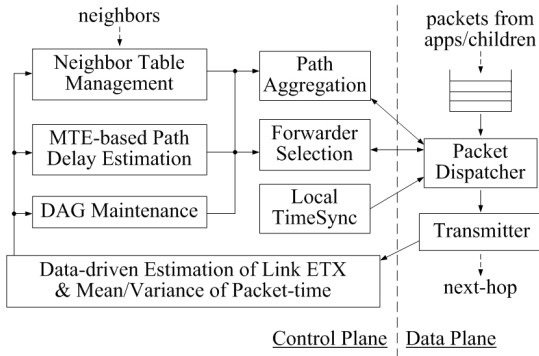 neighbors
packets from
apps/children
Neighbor Table
Management
Path
Aggregation
MTE-based Path
Delay Estimation
Forwarder
Selection
Packet
Dispatcher
DAG Maintenance
Local
TimeSync
Transmitter
Data-driven Estimation of Link ETX
& Mean/Variance of Packet-time
next-hop
Control Plane
Data Plane